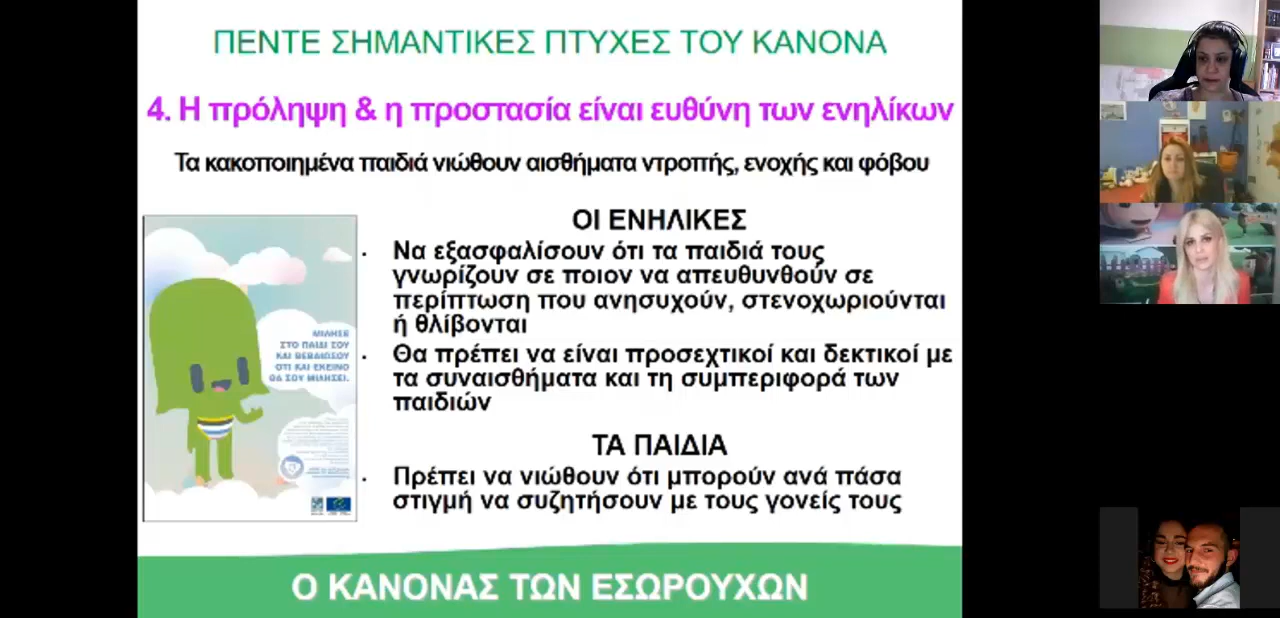 ΠΕΝΤΕ ΣΗΜΑΝΤΙΚΕΣ ΠΤΥΧΕΣ ΤΟΥ ΚΑΝΟΝΑ
4. Η πρόληψη & η προστασία είναι ευθύνη των ενηλίκων
Τα κακοποιημένα παιδιά νιώθουν αισθήματα ντροπής, ενοχής και φόβου
ΟΙ ΕΝΗΛΙΚΕΣ
· Να εξασφαλίσουν ότι τα παιδιά τους
γνωρίζουν σε ποιον να απευθυνθούν σε
περίπτωση που ανησυχούν, στενοχωριούνται
ή θλίβονται
· Θα πρέπει να είναι προσεχτικοί και δεκτικοί με
τα συναισθήματα και τη συμπεριφορά των
παιδιών
ΤΑ ΠΑΙΔΙΑ
· Πρέπει να νιώθουν ότι μπορούν ανά πάσα
στιγμή να συζητήσουν με τους γονείς τους
ΜΙΛΗΣΕ
ΣΤΟ ΠΑΙΔΙ ΣΟΥ
ΚΑΙ ΒΕΒΑΙΩΣΟΥ
ΟΤΙ ΚΑΙ ΕΚΕΙΝΟ
ΘΑ ΣΟΥ ΜΙΛΗΣΕΙ.
Ο ΚΑΝΟΝΑΣ ΤΩΝ ΕΣΩΡΟΥΧΩΝ